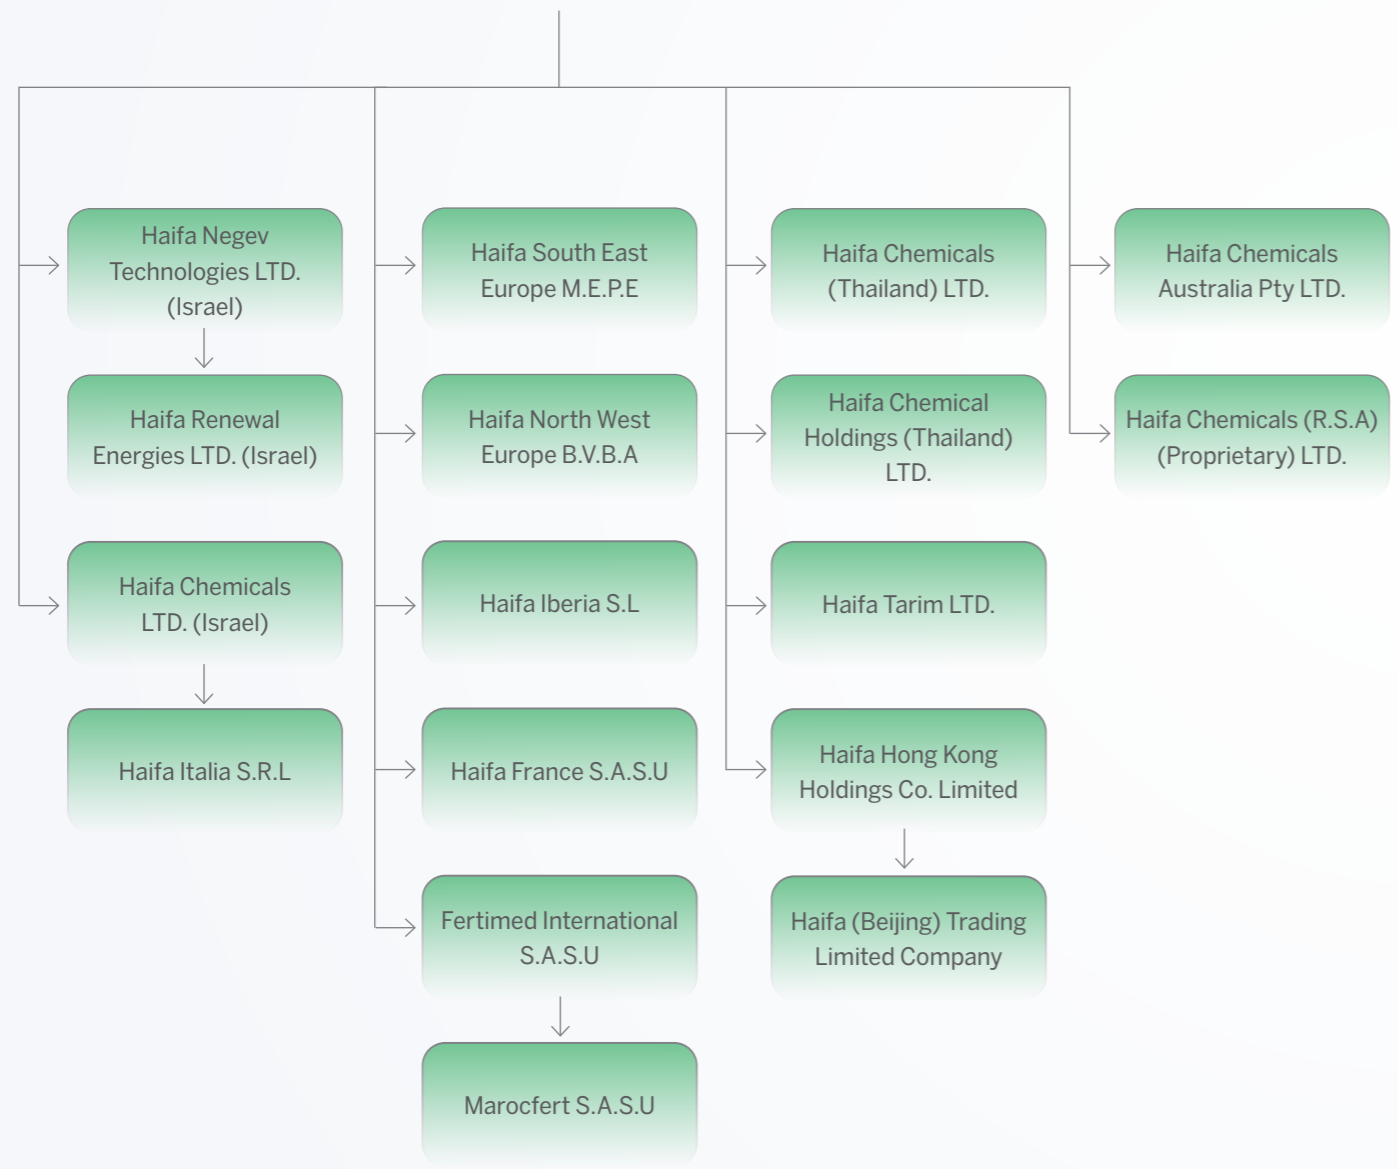 Haifa Negev
Technologies LTD.
(Israel)
Haifa Renewal
Energies LTD. (Israel)
Haifa Chemicals
LTD. (Israel)
Haifa Italia S.R.L
Haifa South East
Europe M.E.P.E
Haifa North West
Europe B.V.B.A
Haifa Iberia S.L
Haifa France S.A.S.U
Fertimed International
S.A.S.U
Marocfert S.A.S.U
Haifa Chemicals
(Thailand) LTD.
Haifa Chemical
Holdings (Thailand)
LTD.
Haifa Tarim LTD.
Haifa Hong Kong
Holdings Co. Limited
Haifa (Beijing) Trading
Limited Company
Haifa Chemicals
Australia Pty LTD.
Haifa Chemicals (R.S.A)
(Proprietary) LTD.